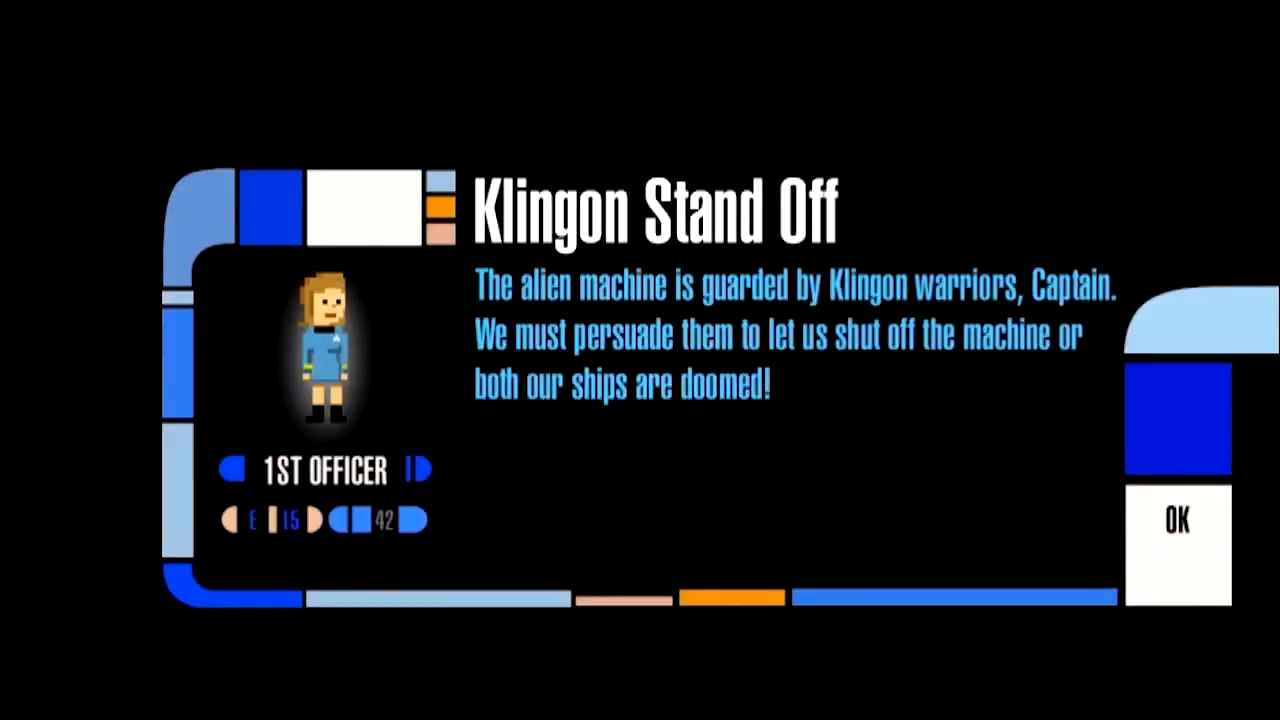 Klingon Stand Off
The alien machine is guarded by Klingon warriors, Captain.
We must persuade them to let us shut off the machine or
both our ships are doomed!
1ST OFFICER
E 15 42
OK